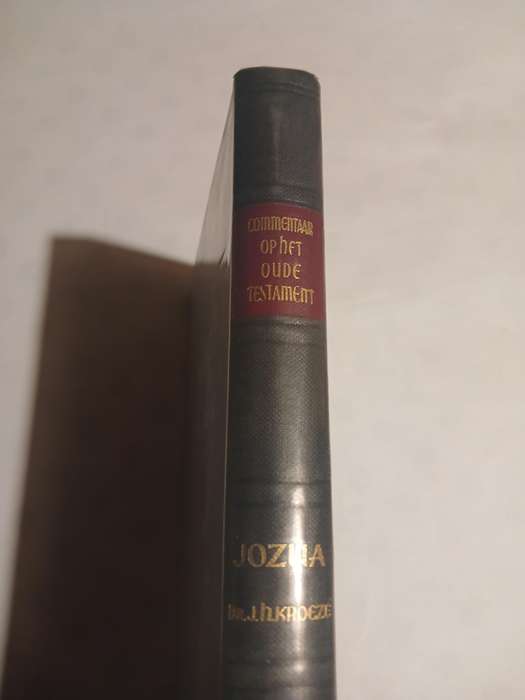 COMMENTAAR
OP HET
OUDE
TESTAMENT
JOZUA
DR. J.H. KROEZE